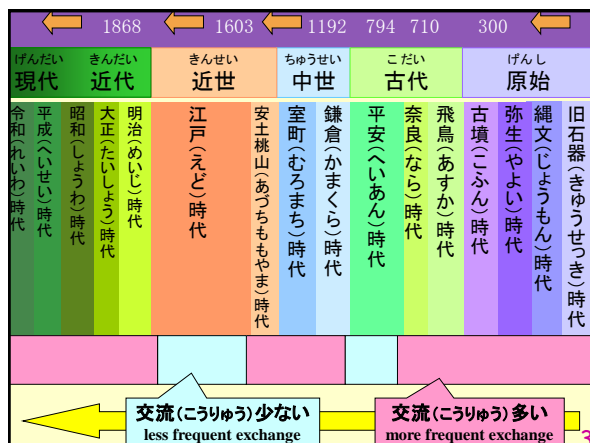 1868 1603 1192 794 710 300
げんだい きんだい きんせい ちゅうせい こだい げんし
現代 近代 近世 中世 古代 原始
令和(れいわ)時代
平成(へいせい)時代
昭和(しょうわ)時代
大正(たいしょう)時代
明治(めいじ)時代
江戸(えど)時代
安土桃山(あづちももやま)時代
室町(むろまち)時代
鎌倉(かまくら)時代
平安(へいあん)時代
奈良(なら)時代
飛鳥(あすか)時代
古墳(こふん)時代
弥生(やよい)時代
縄文(じょうもん)時代
旧石器(きゅうせっき)時代
交流(こうりゅう)少ない
less frequent exchange
交流(こうりゅう)多い
more frequent exchange
3